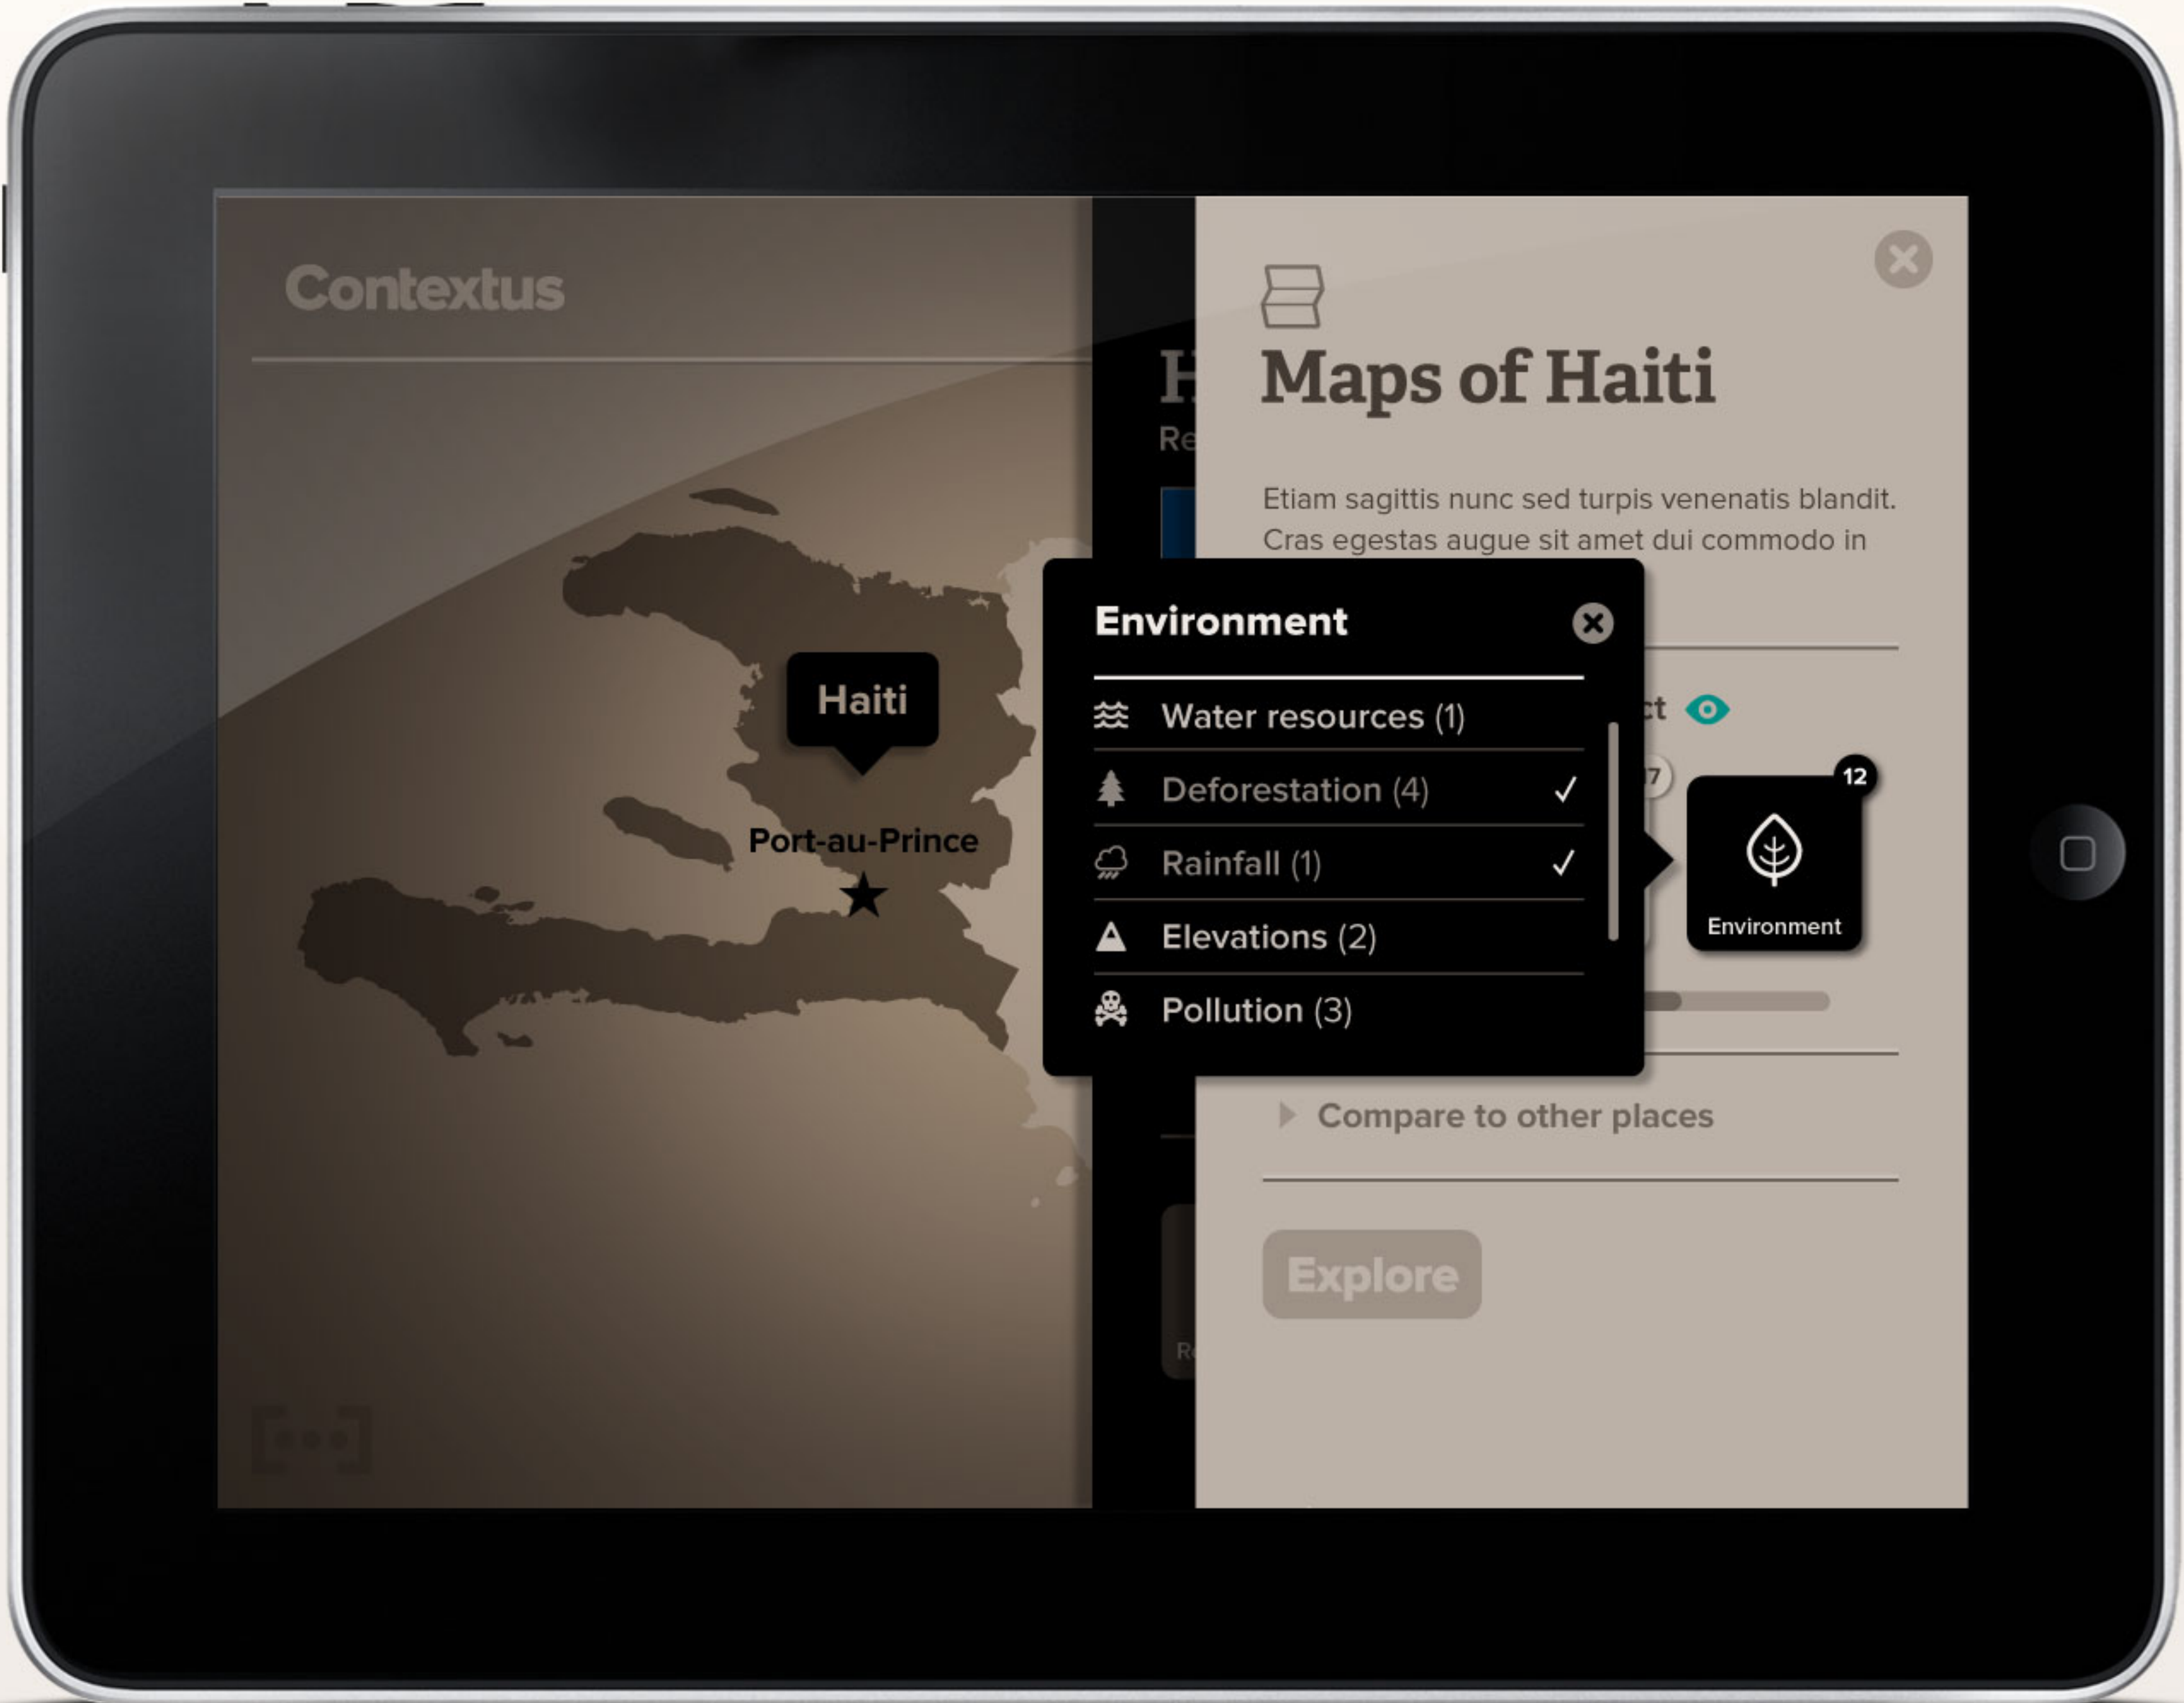 Contextus
Haiti
Port-au-Prince
Maps of Haiti
Etiam sagittis nunc sed turpis venenatis blandit.
Cras egestas augue sit amet dui commodo in
Environment
Water resources (1)
Deforestation (4)
Rainfall (1)
Elevations (2)
Pollution (3)
12
Environment
Compare to other places
Explore